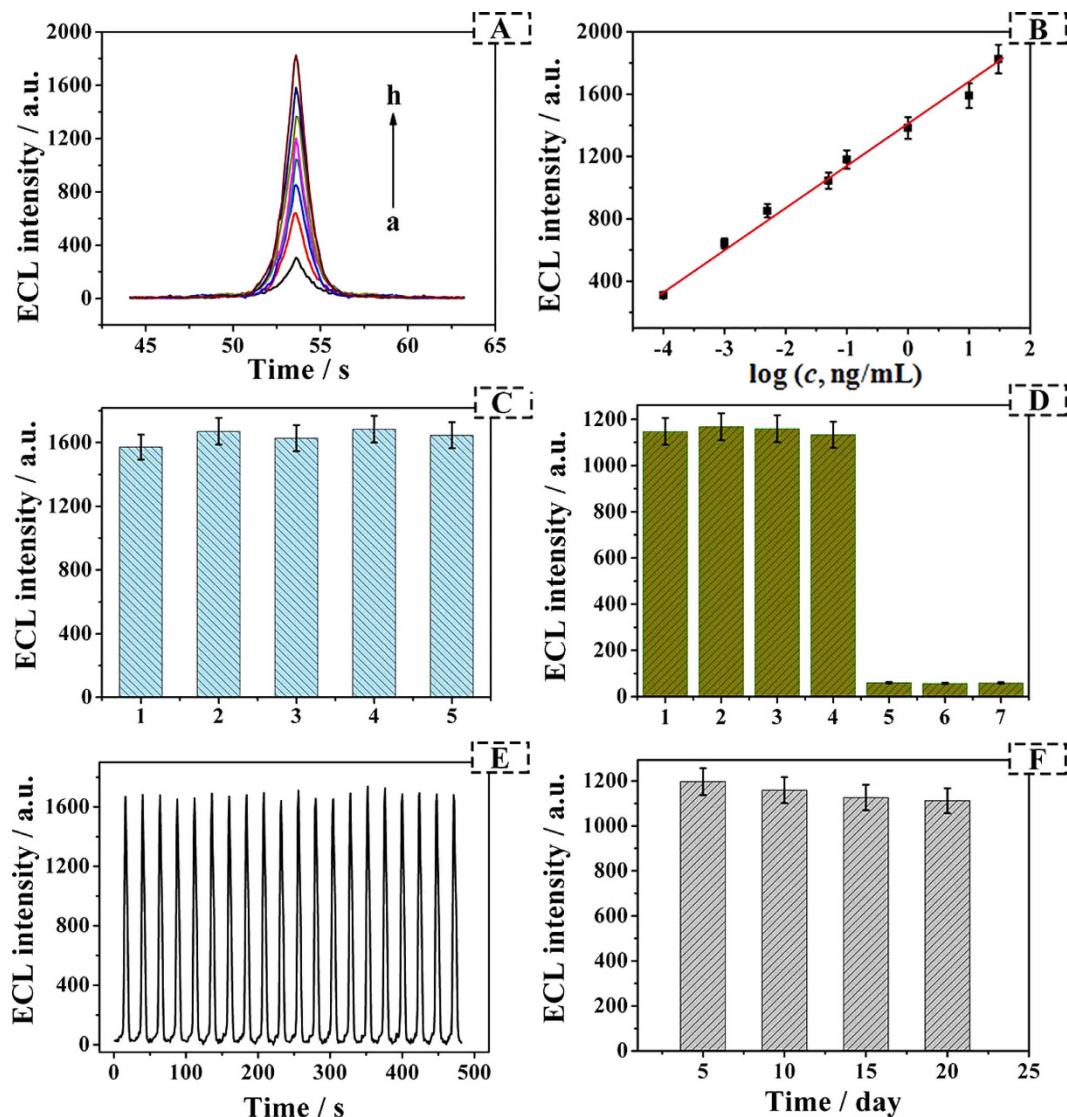 A
ECL intensity / a.u.
2000
1600
1200
800
400
0
h
a
45 50 55 60 65
Time / s
B
ECL intensity / a.u.
2000
1600
1200
800
400
-4 -3 -2 -1 0 1 2
log (c, ng/mL)
C
ECL intensity / a.u.
1600
1200
800
400
0
1 2 3 4 5
D
ECL intensity / a.u.
1200
1000
800
600
400
200
0
1 2 3 4 5 6 7
E
ECL intensity / a.u.
1600
1200
800
400
0
0 100 200 300 400 500
Time / s
F
ECL intensity / a.u.
1200
1000
800
600
400
200
0
5 10 15 20 25
Time / day